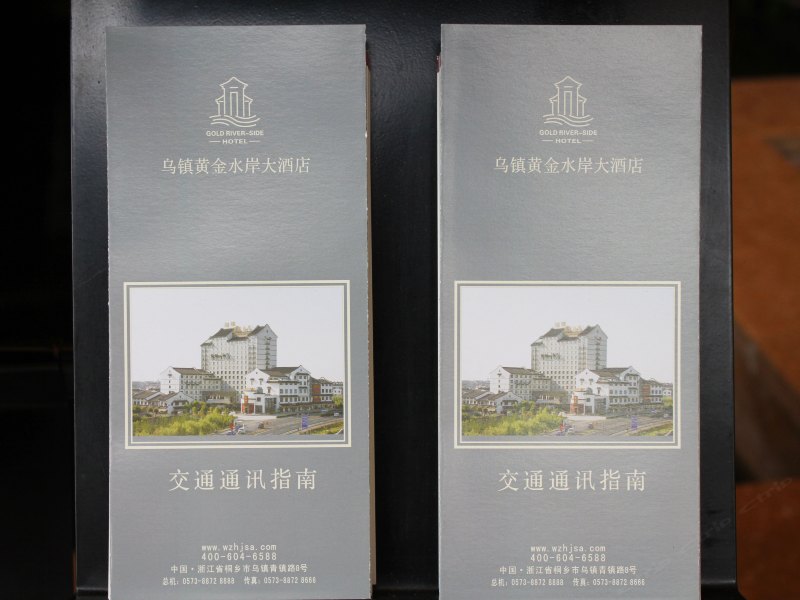 GOLD RIVER-SIDE
HOTEL
乌镇黄金水岸大酒店
交通通讯指南
www.wzhjsa.com
400-604-6588
中国·浙江省桐乡市乌镇青镇路8号
总机：0573-8872 8888 传真：0573-8872 8666
GOLD RIVER-SIDE
HOTEL
乌镇黄金水岸大酒店
交通通讯指南
www.wzhjsa.com
400-604-6588
中国·浙江省桐乡市乌镇青镇路8号
总机：0573-8872 8888 传真：0573-8872 8666